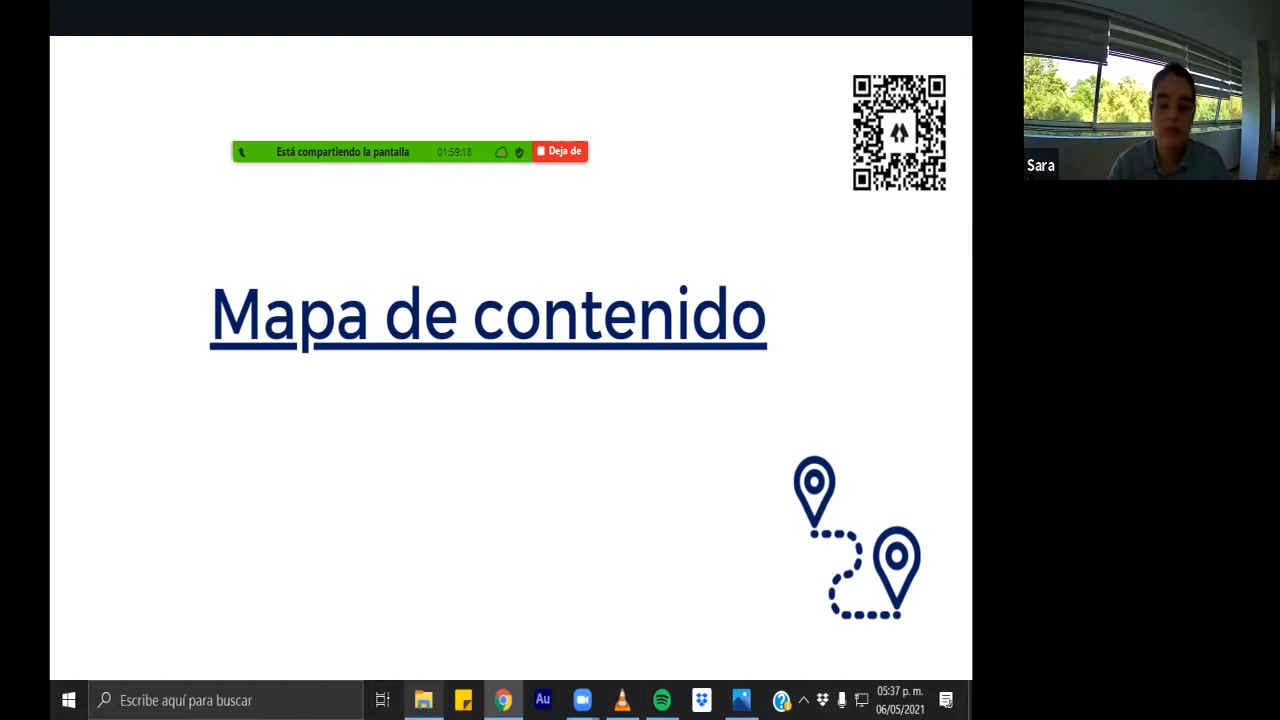 Está compartiendo la pantalla 01:59:18 Deja de
Sara
Mapa de contenido
Escribe aquí para buscar
Au
05:37 p. m.
06/05/2021